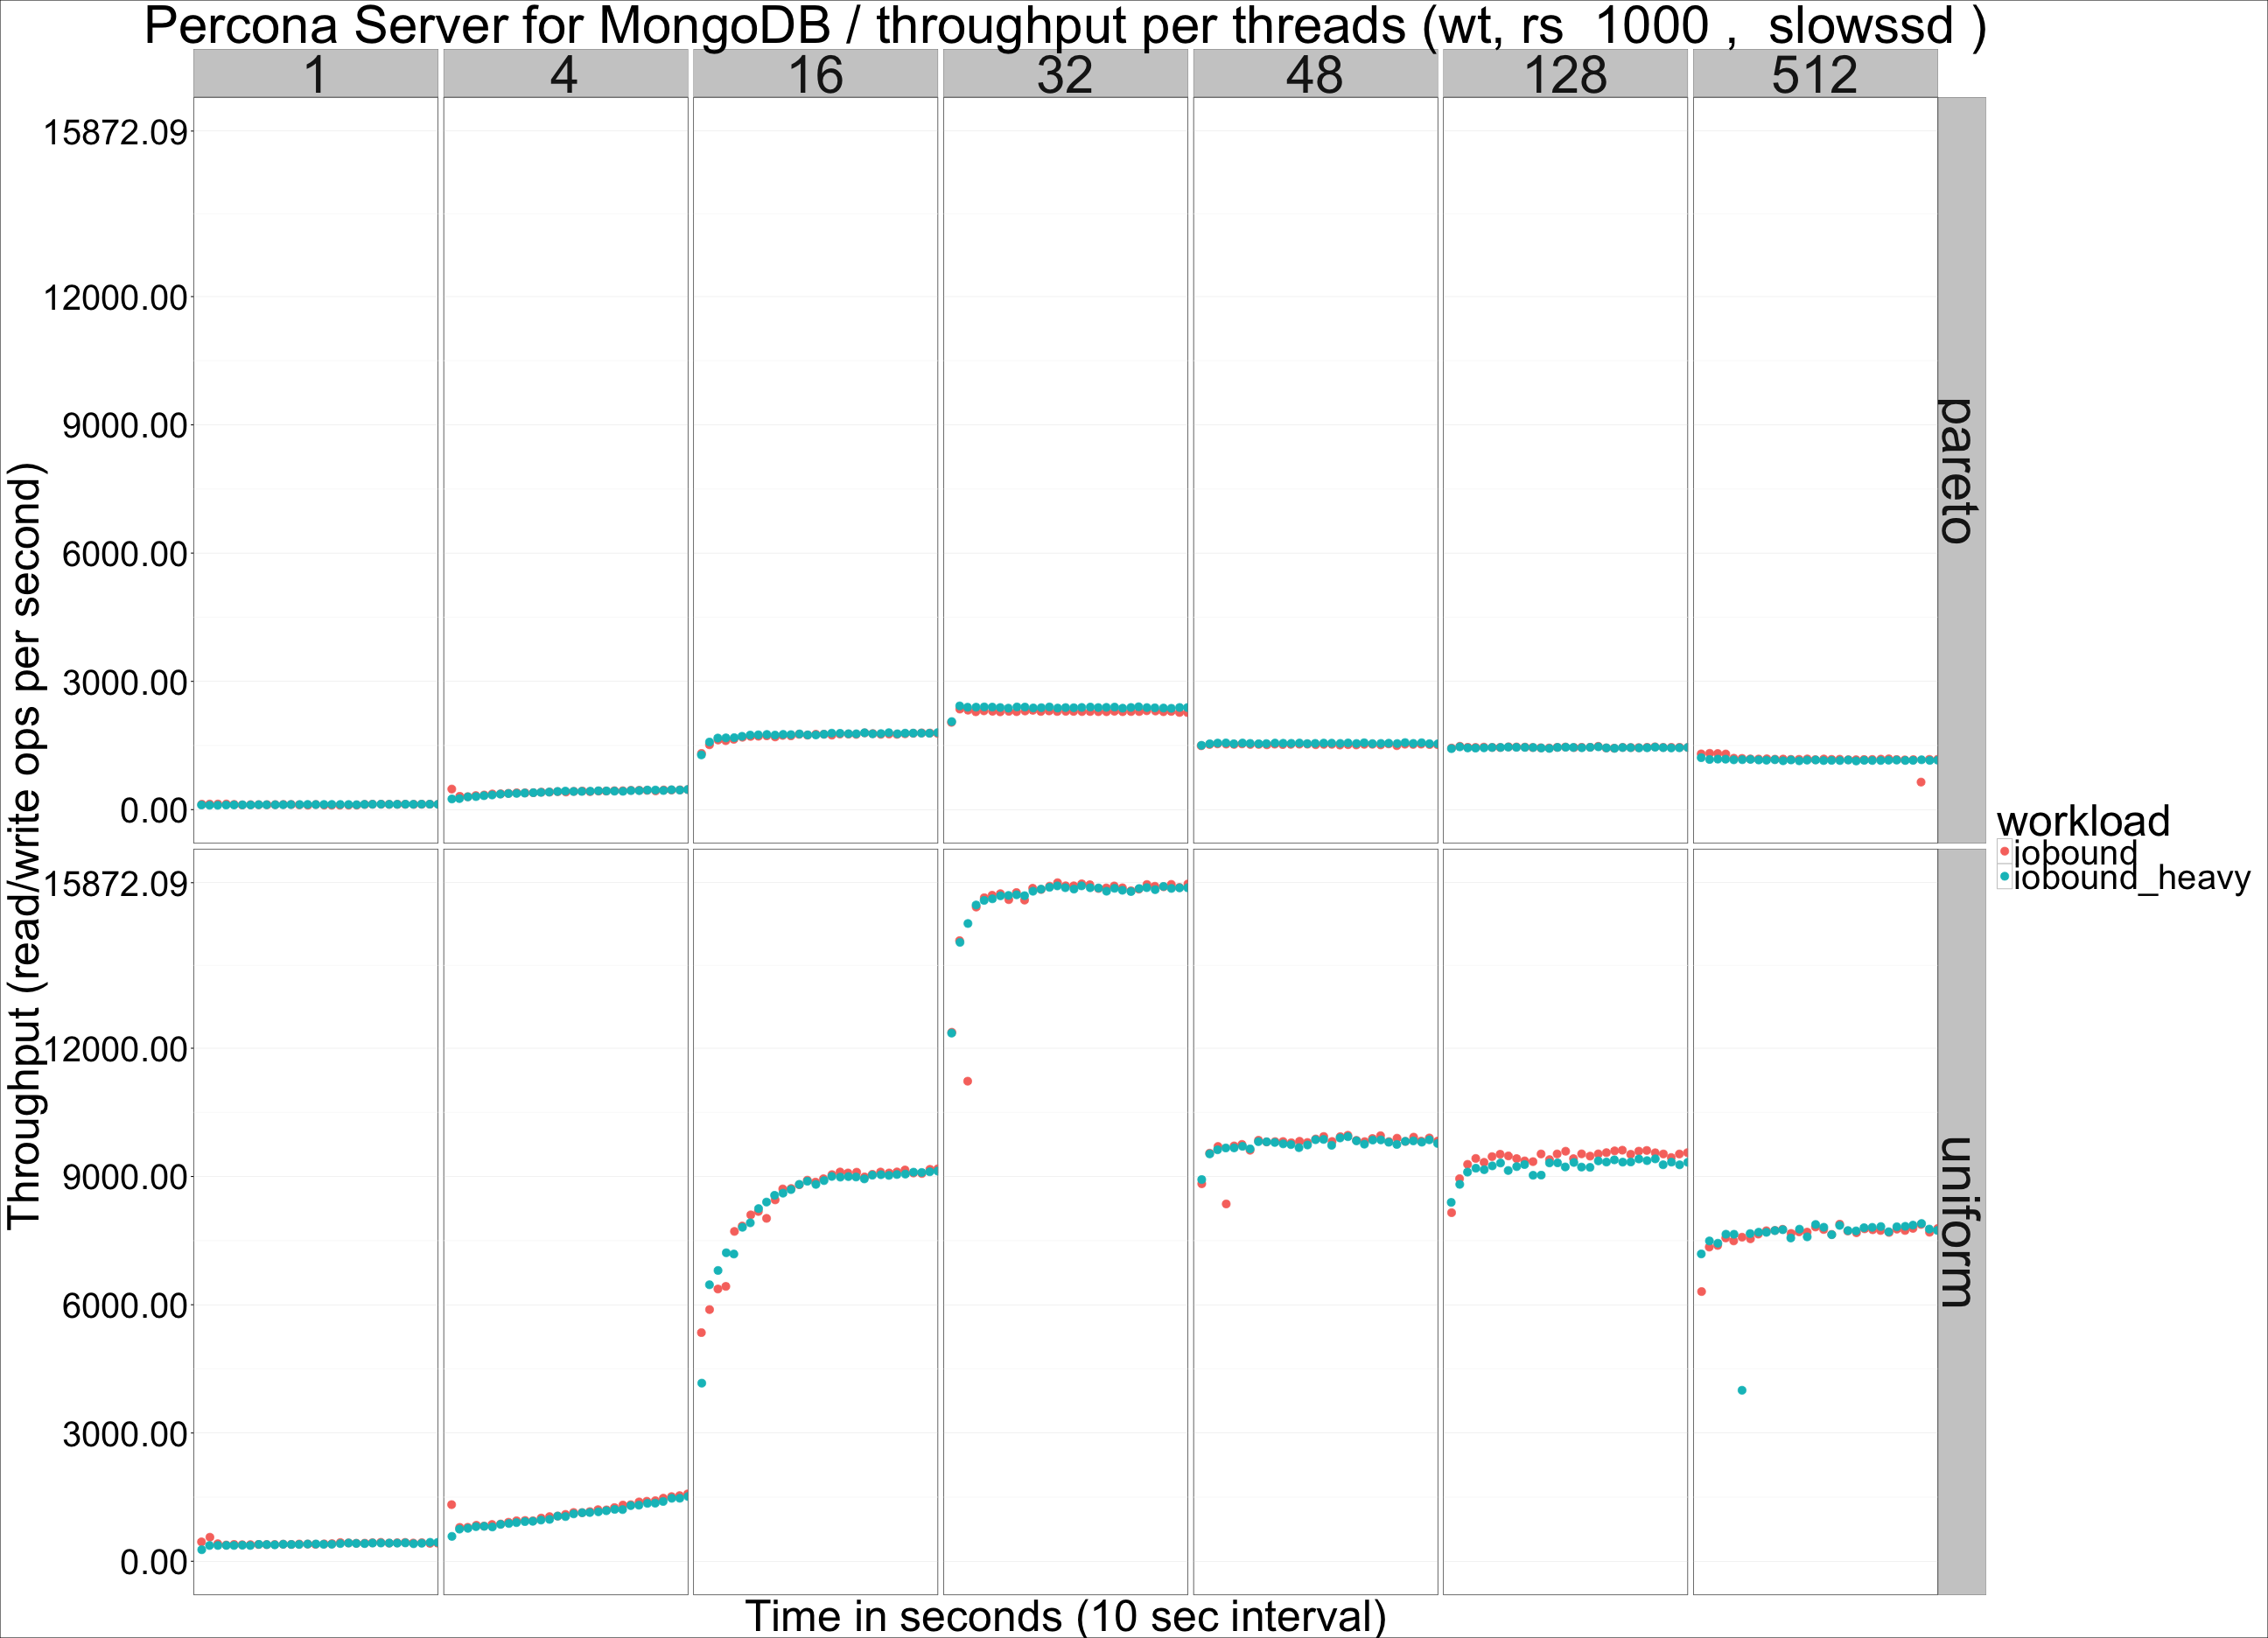 Percona Server for MongoDB / throughput per threads (wt, rs 1000 , slowssd )
1 4 16 32 48 128 512
15872.09
12000.00
9000.00
6000.00
3000.00
0.00
pareto
15872.09
12000.00
9000.00
6000.00
3000.00
0.00
uniform
Throughput (read/write ops per second)
Time in seconds (10 sec interval)
workload
iobound
iobound_heavy